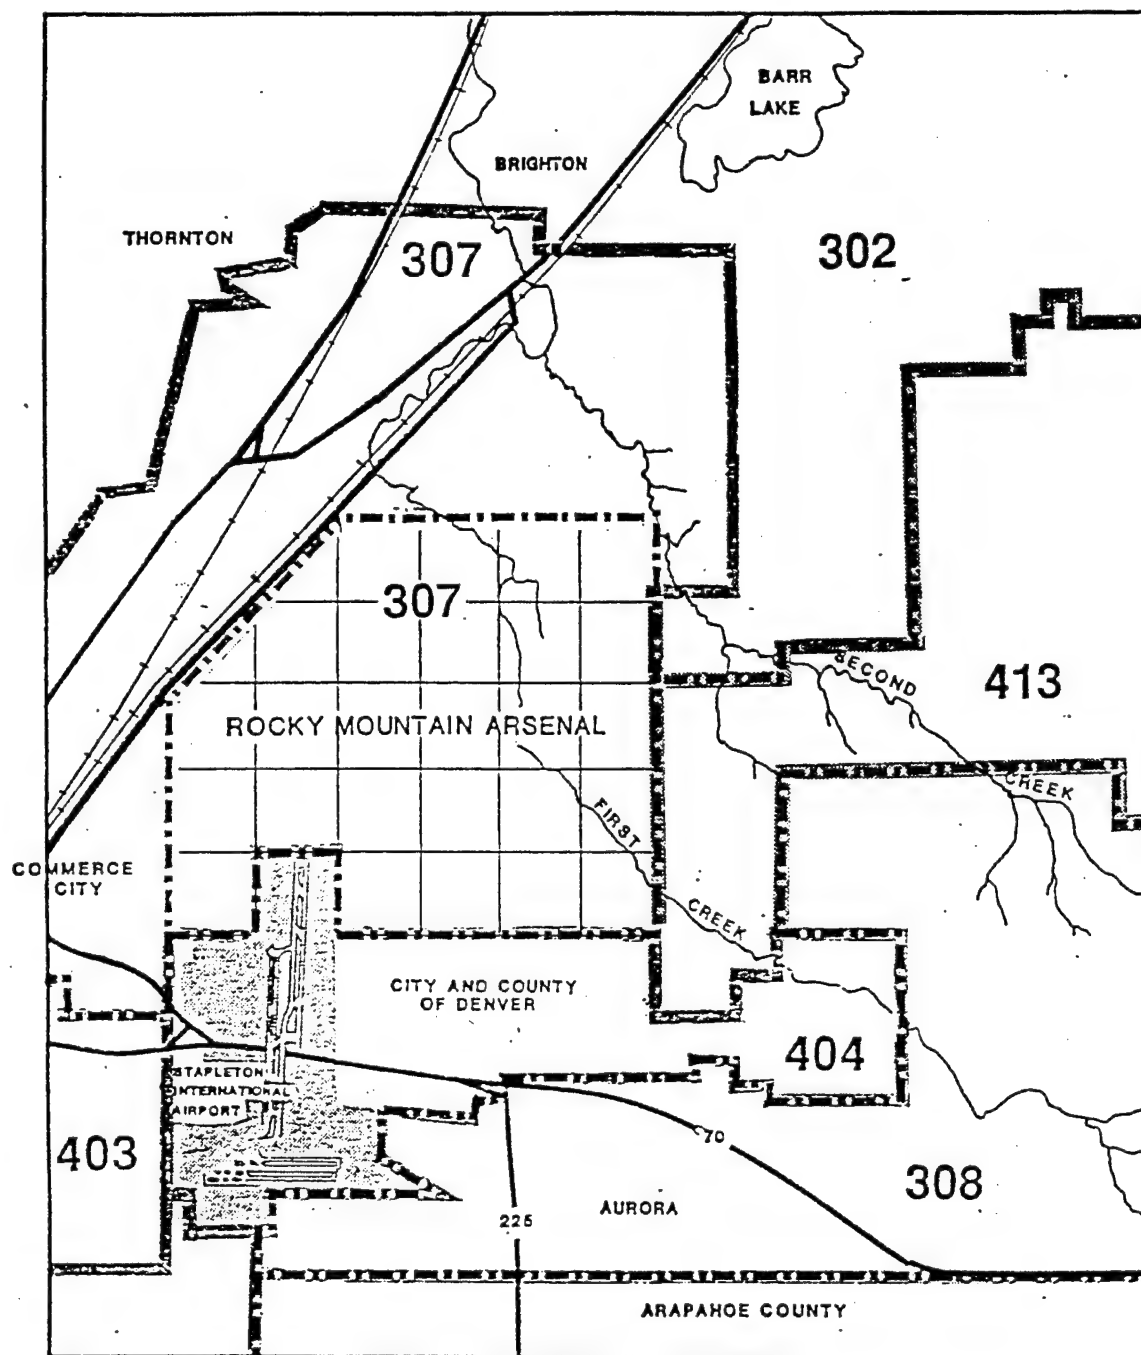 BARR
LAKE
BRIGHTON
THORNTON
307
302
307
SECOND
413
ROCKY MOUNTAIN ARSENAL
CREEK
FIRST
COMMERCE
CITY
CREEK
CITY AND COUNTY
OF DENVER
404
STAPLETON
INTERNATIONAL
AIRPORT
70
403
308
AURORA
225
ARAPAHOE COUNTY